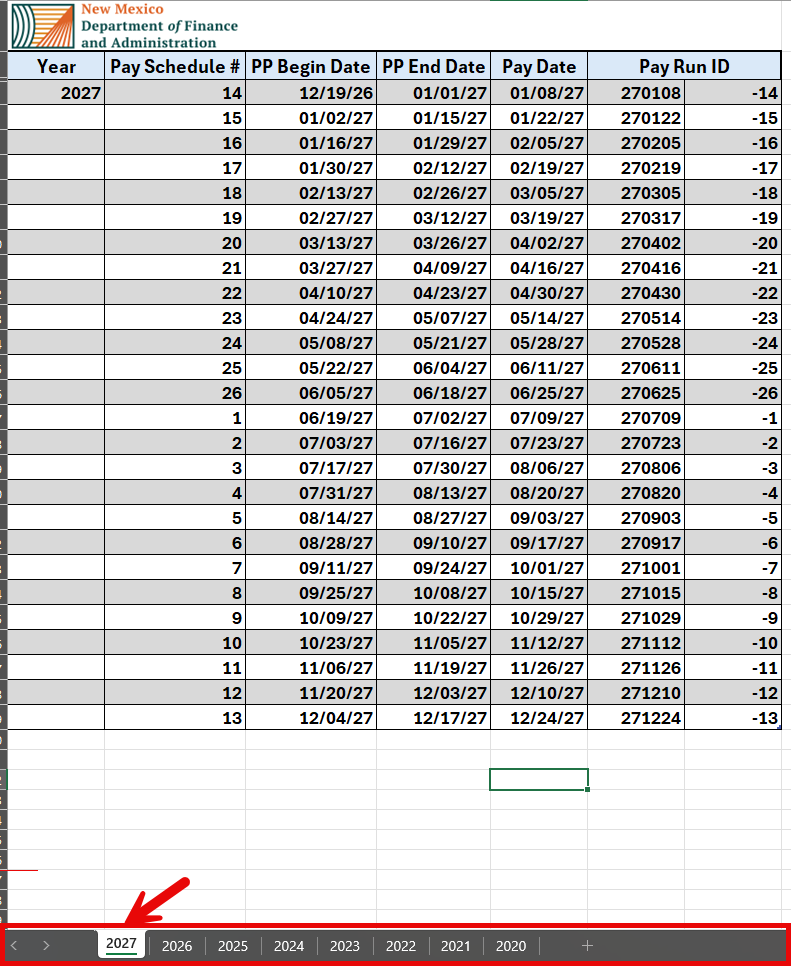 New Mexico
Department of Finance
and Administration
Year Pay Schedule # PP Begin Date PP End Date Pay Date Pay Run ID
2027 14 12/19/26 01/01/27 01/08/27 270108 -14
15 01/02/27 01/15/27 01/22/27 270122 -15
16 01/16/27 01/29/27 02/05/27 270205 -16
17 01/30/27 02/12/27 02/19/27 270219 -17
18 02/13/27 02/26/27 03/05/27 270305 -18
19 02/27/27 03/12/27 03/19/27 270317 -19
20 03/13/27 03/26/27 04/02/27 270402 -20
21 03/27/27 04/09/27 04/16/27 270416 -21
22 04/10/27 04/23/27 04/30/27 270430 -22
23 04/24/27 05/07/27 05/14/27 270514 -23
24 05/08/27 05/21/27 05/28/27 270528 -24
25 05/22/27 06/04/27 06/11/27 270611 -25
26 06/05/27 06/18/27 06/25/27 270625 -26
1 06/19/27 07/02/27 07/09/27 270709 -1
2 07/03/27 07/16/27 07/23/27 270723 -2
3 07/17/27 07/30/27 08/06/27 270806 -3
4 07/31/27 08/13/27 08/20/27 270820 -4
5 08/14/27 08/27/27 09/03/27 270903 -5
6 08/28/27 09/10/27 09/17/27 270917 -6
7 09/11/27 09/24/27 10/01/27 271001 -7
8 09/25/27 10/08/27 10/15/27 271015 -8
9 10/09/27 10/22/27 10/29/27 271029 -9
10 10/23/27 11/05/27 11/12/27 271112 -10
11 11/06/27 11/19/27 11/26/27 271126 -11
12 11/20/27 12/03/27 12/10/27 271210 -12
13 12/04/27 12/17/27 12/24/27 271224 -13
2027 2026 2025 2024 2023 2022 2021 2020